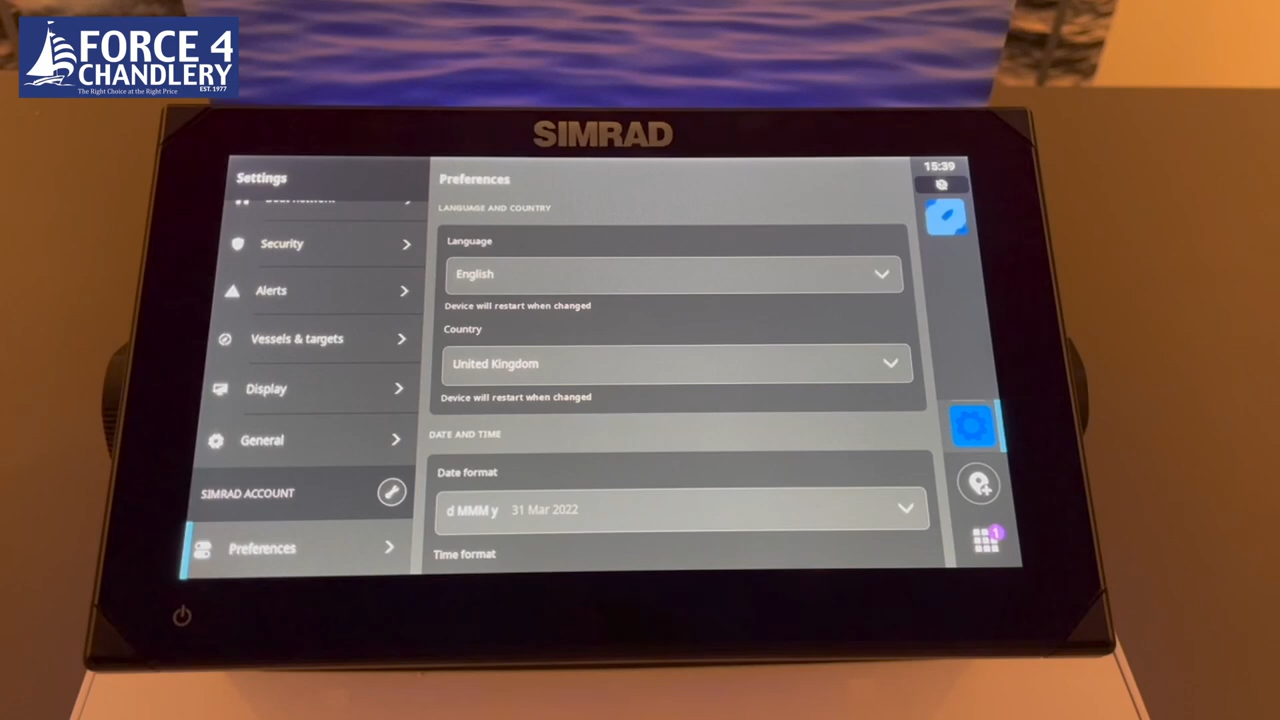 FORCE 4
CHANDLERY
The Right Choice at the Right Price
EST. 1977
SIMRAD
Settings
Security
Alerts
Vessels & targets
Display
General
SIMRAD ACCOUNT
Preferences
Preferences
LANGUAGE AND COUNTRY
Language
English
Device will restart when changed
Country
United Kingdom
Device will restart when changed
DATE AND TIME
Date format
d MMM y 31 Mar 2022
Time format
15:39
1